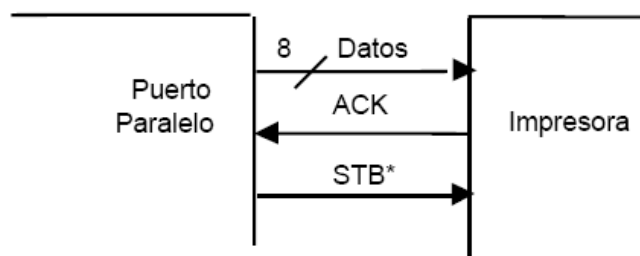 8 Datos
Puerto
Paralelo
ACK
Impresora
STB*